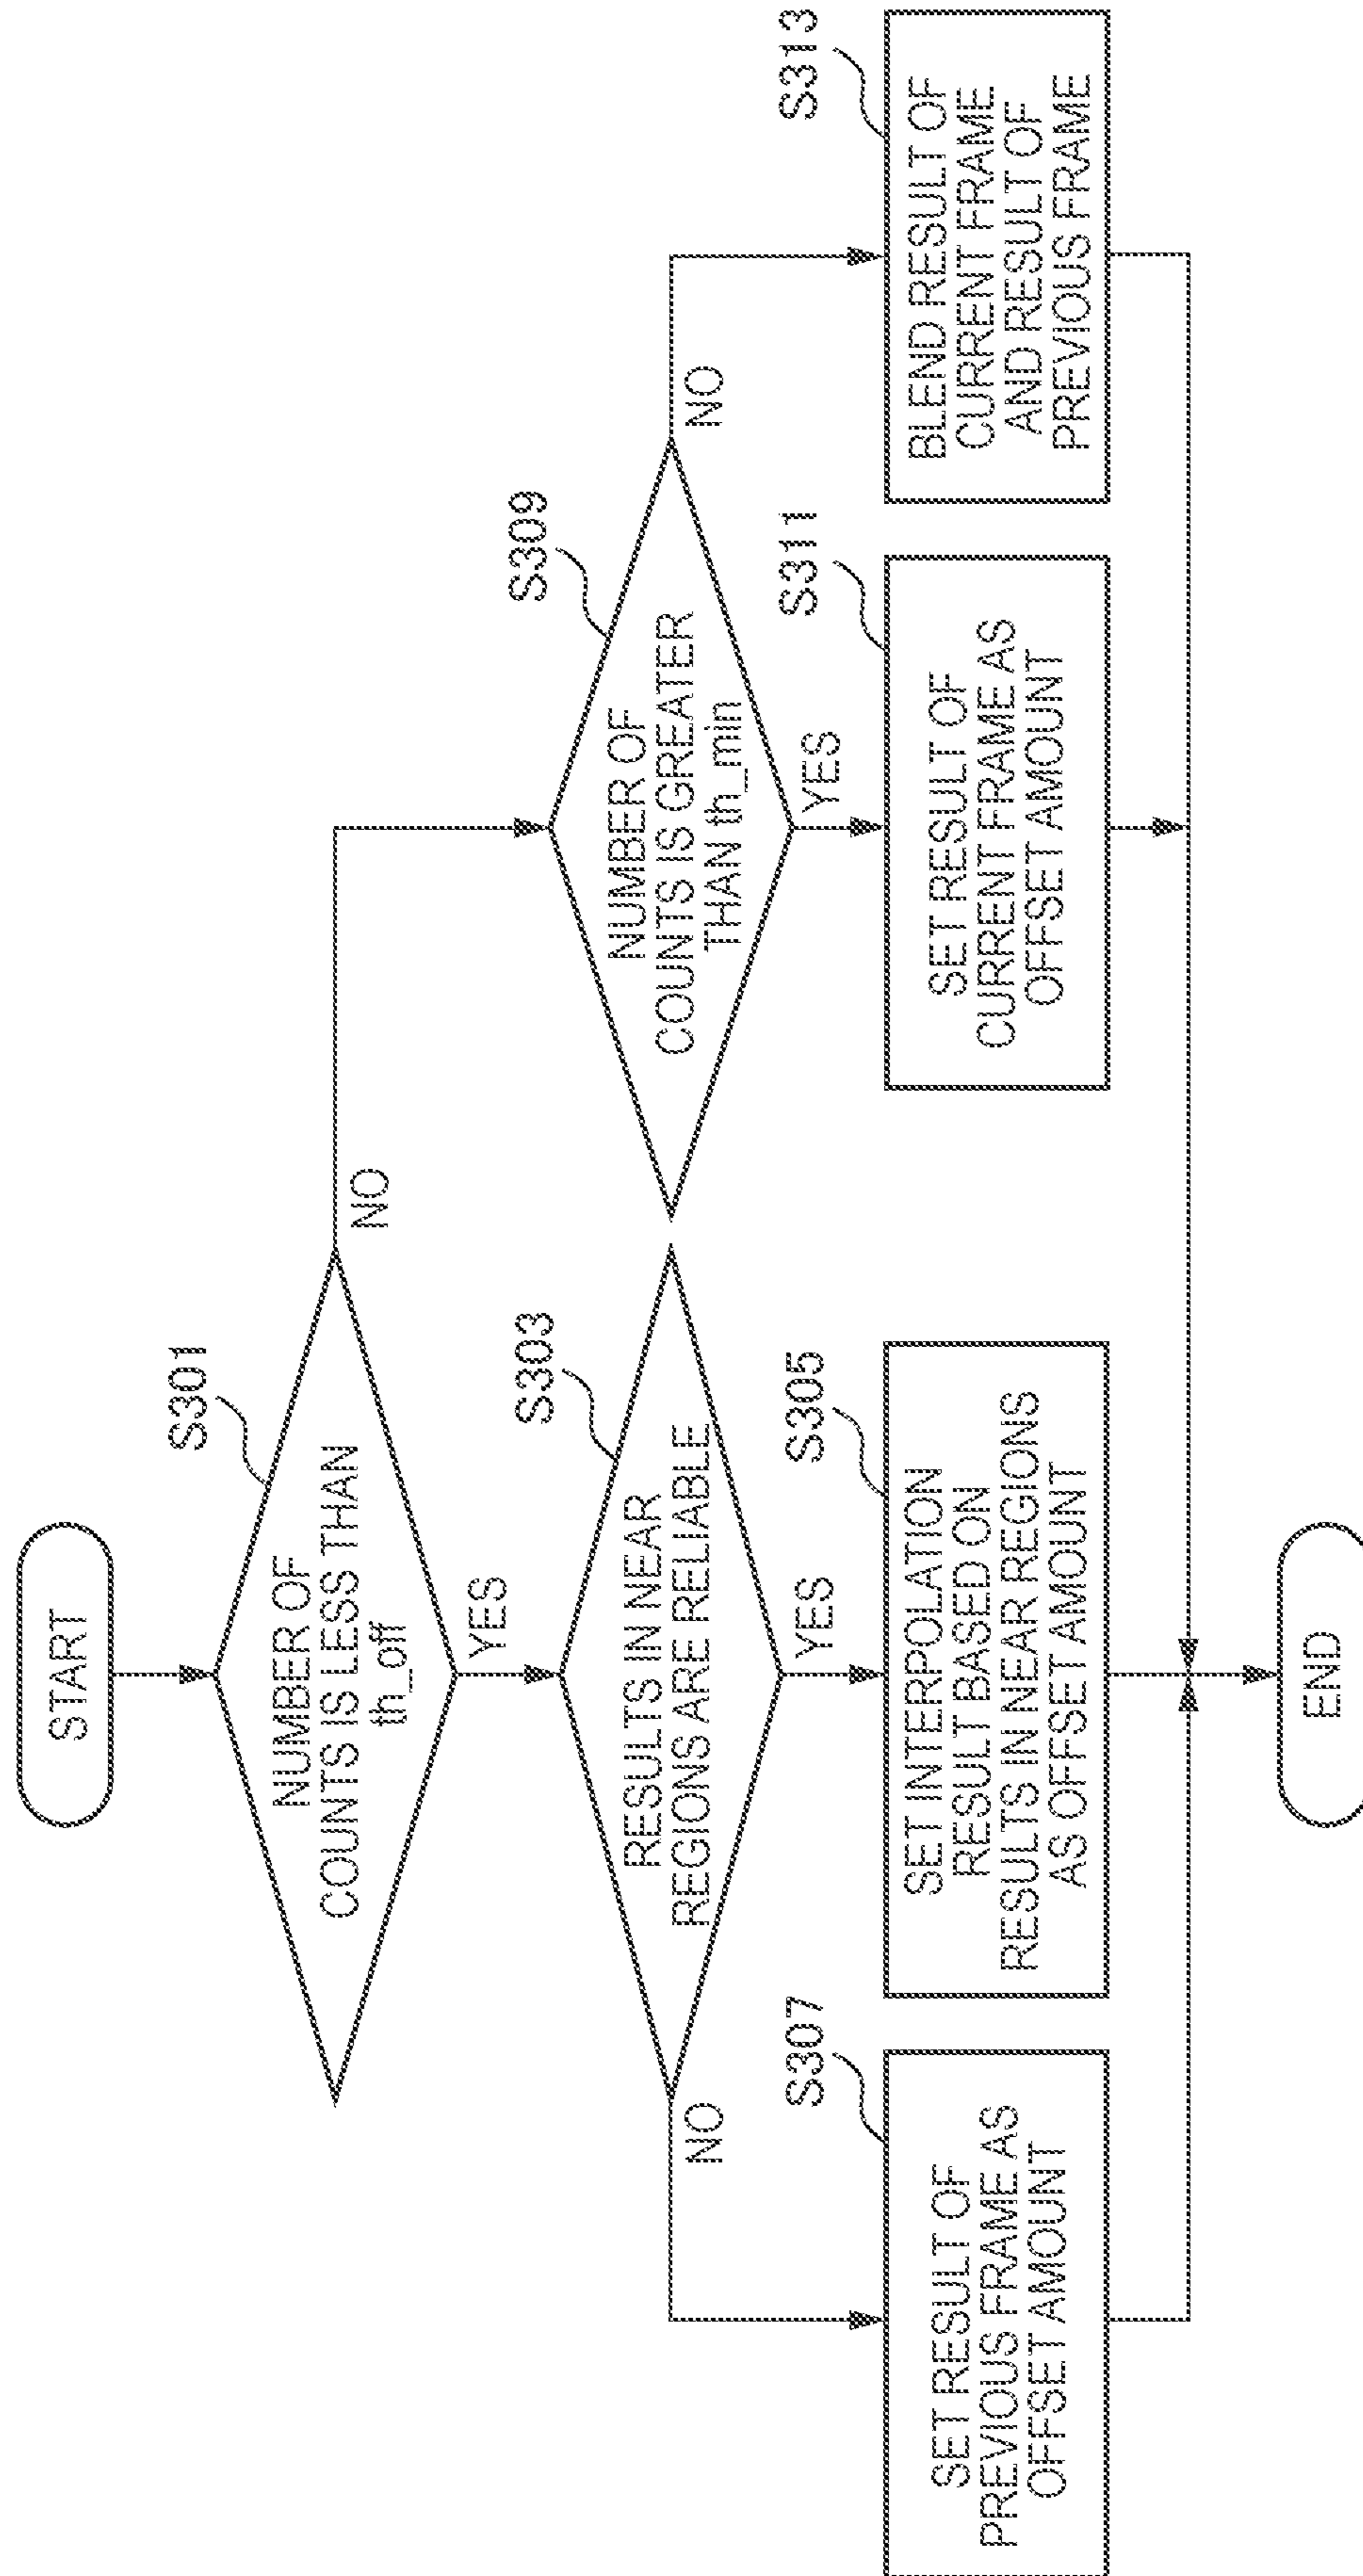 START
S301
NUMBER OF
COUNTS IS LESS THAN
th_off
YES
NO
S303
RESULTS IN NEAR
REGIONS ARE RELIABLE
NO
YES
S309
NUMBER OF
COUNTS IS GREATER
THAN th_min
YES
NO
S307
SET RESULT OF
PREVIOUS FRAME AS
OFFSET AMOUNT
S305
SET INTERPOLATION
RESULT BASED ON
RESULTS IN NEAR REGIONS
AS OFFSET AMOUNT
S311
SET RESULT OF
CURRENT FRAME AS
OFFSET AMOUNT
S313
BLEND RESULT OF
CURRENT FRAME
AND RESULT OF
PREVIOUS FRAME
END